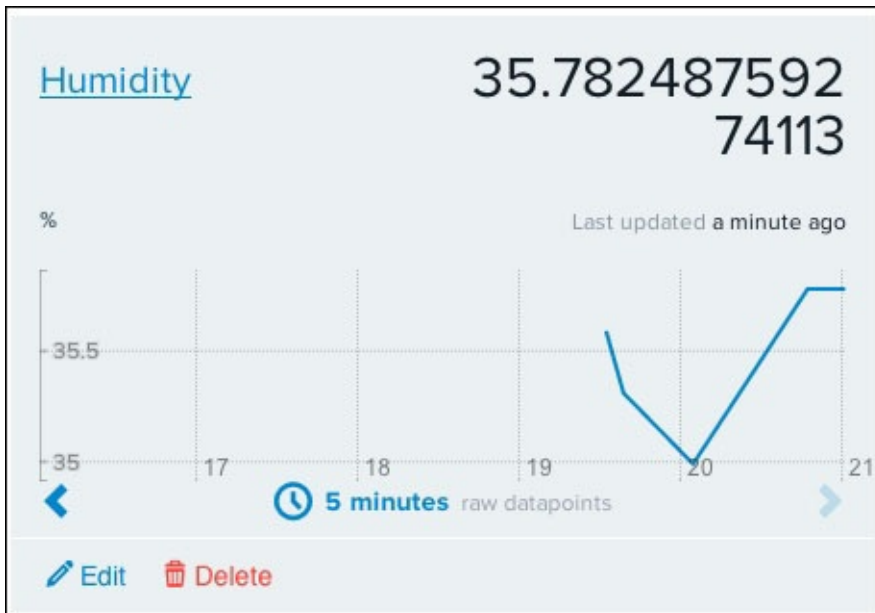 Humidity
35.782487592
74113
%
Last updated a minute ago
35.5
35
17
18
19
20
21
5 minutes raw datapoints
Edit
Delete